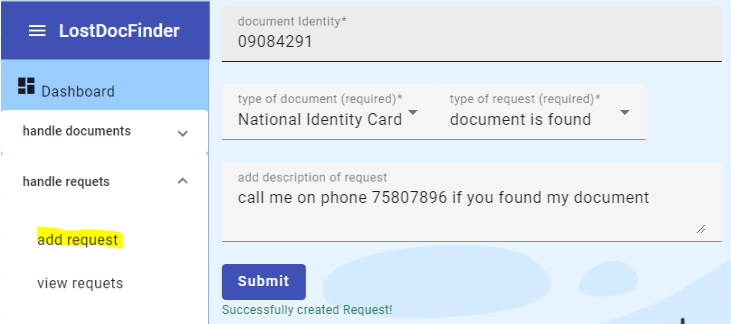 LostDocFinder
Dashboard
handle documents
handle requets
add request
view requets
document Identity*
09084291
type of document (required)*
National Identity Card
type of request (required)*
document is found
add description of request
call me on phone 75807896 if you found my document
Submit
Successfully created Request!